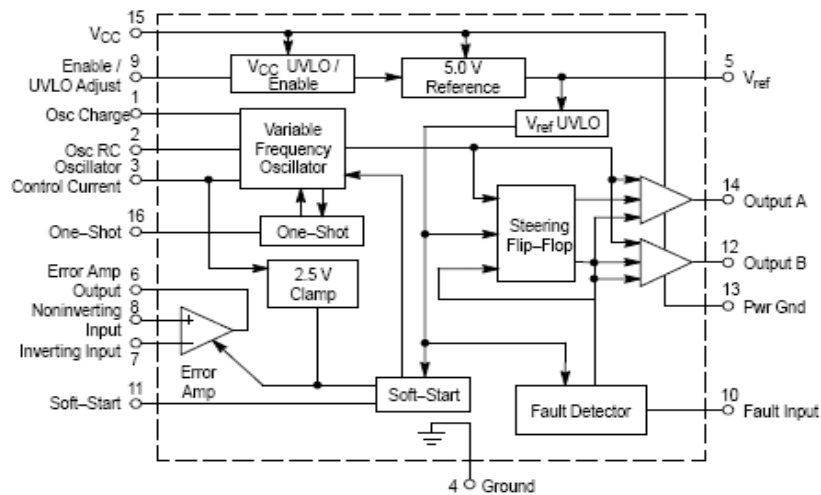 15
VCC
Enable /
UVLO Adjust
9
VCC UVLO /
Enable
5.0 V
Reference
5
Vref
1
Osc Charge
Vref UVLO
2
Osc RC
Variable
Frequency
Oscillator
3
Oscillator
Control Current
14
Output A
16
One–Shot
One–Shot
Steering
Flip–Flop
12
Output B
Error Amp
Output
6
2.5 V
Clamp
13
Pwr Gnd
Noninverting
Input
8
Inverting Input
7
+
–
Error
Amp
11
Soft–Start
Soft–Start
Fault Detector
10
Fault Input
4
Ground